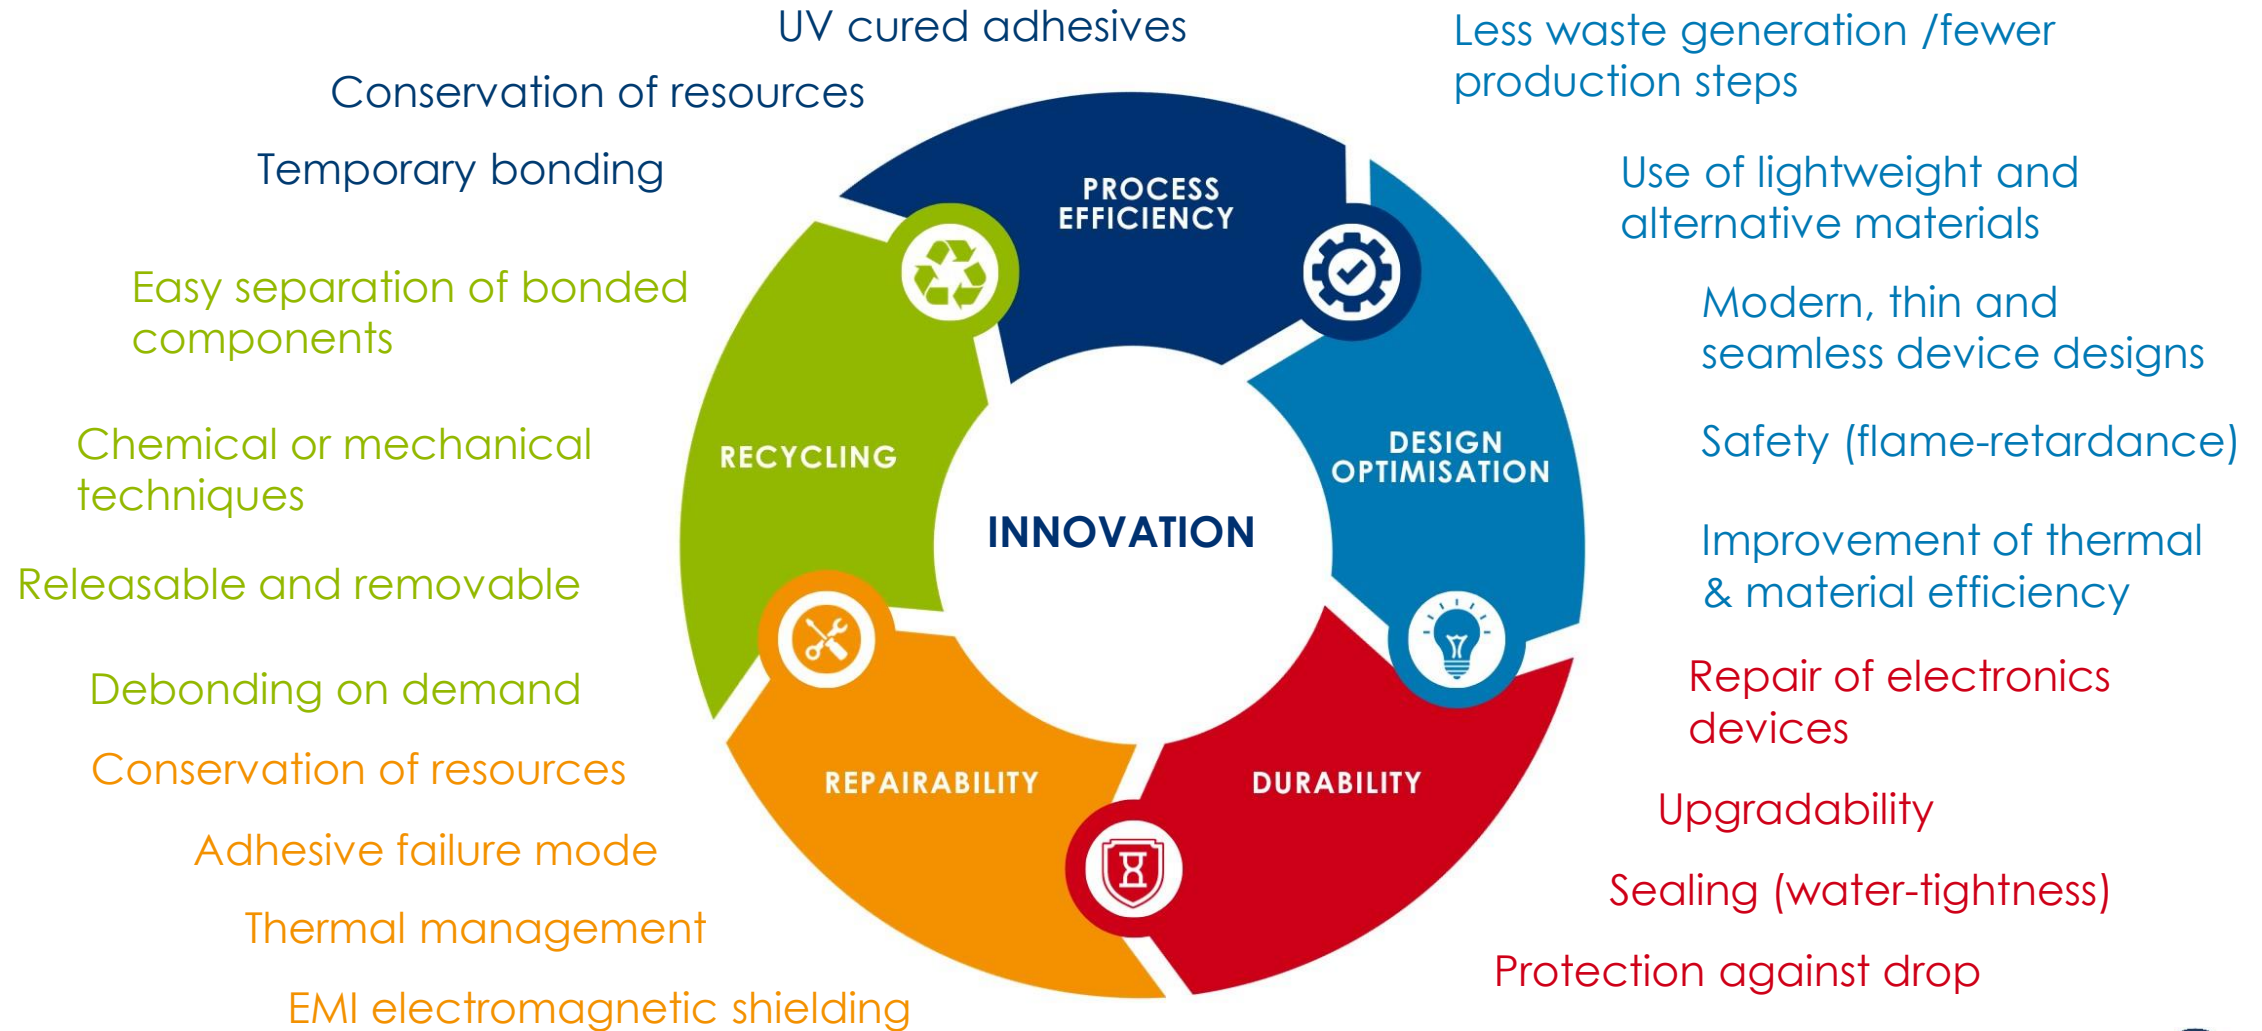 UV cured adhesives
Conservation of resources
Temporary bonding
Less waste generation /fewer
production steps
Use of lightweight and
alternative materials
Modern, thin and
seamless device designs
Safety (flame-retardance)
Improvement of thermal
& material efficiency
Repair of electronics
devices
Upgradability
Sealing (water-tightness)
Protection against drop
Easy separation of bonded
components
Chemical or mechanical
techniques
Releasable and removable
Debonding on demand
Conservation of resources
Adhesive failure mode
Thermal management
EMI electromagnetic shielding
PROCESS
EFFICIENCY
DESIGN
OPTIMISATION
DURABILITY
REPAIRABILITY
RECYCLING
INNOVATION